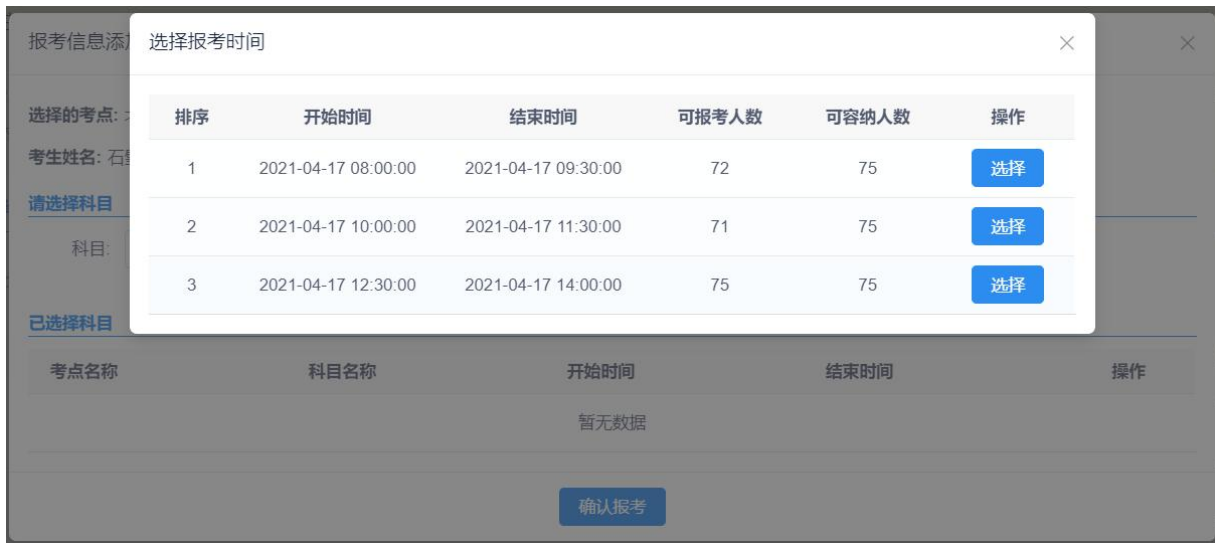 报考信息添
选择报考时间
选择的考点:
考生姓名: 石
请选择科目
科目:
排序 开始时间 结束时间 可报考人数 可容纳人数 操作
1 2021-04-17 08:00:00 2021-04-17 09:30:00 72 75 选择
2 2021-04-17 10:00:00 2021-04-17 11:30:00 71 75 选择
3 2021-04-17 12:30:00 2021-04-17 14:00:00 75 75 选择
已选择科目
考点名称 科目名称 开始时间 结束时间 操作
暂无数据
确认报考